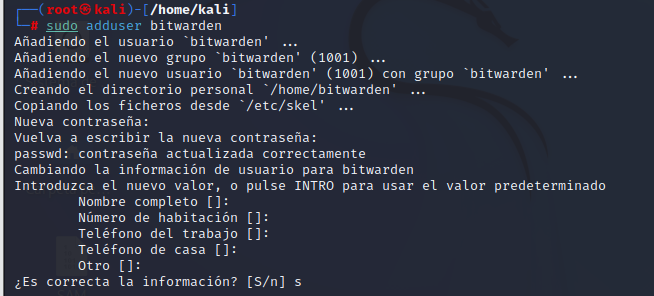 ┌──(root㉿kali)-[/home/kali]
└─# sudo adduser bitwarden
Añadiendo el usuario `bitwarden' ...
Añadiendo el nuevo grupo `bitwarden' (1001) ...
Añadiendo el nuevo usuario `bitwarden' (1001) con grupo `bitwarden' ...
Creando el directorio personal `/home/bitwarden' ...
Copiando los ficheros desde `/etc/skel' ...
Nueva contraseña:
Vuelva a escribir la nueva contraseña:
passwd: contraseña actualizada correctamente
Cambiando la información de usuario para bitwarden
Introduzca el nuevo valor, o pulse INTRO para usar el valor predeterminado
        Nombre completo []:
        Número de habitación []:
        Teléfono del trabajo []:
        Teléfono de casa []:
        Otro []:
¿Es correcta la información? [S/n] s